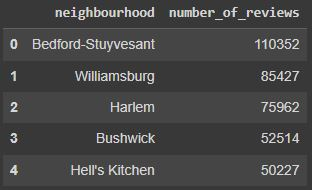 neighbourhood number_of_reviews
0 Bedford-Stuyvesant 110352
1 Williamsburg 85427
2 Harlem 75962
3 Bushwick 52514
4 Hell's Kitchen 50227